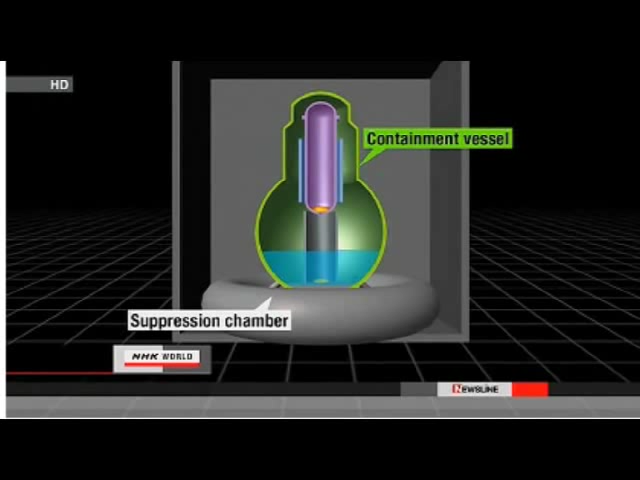 HD
Containment vessel
Suppression chamber
NHK WORLD
NEWSLINE